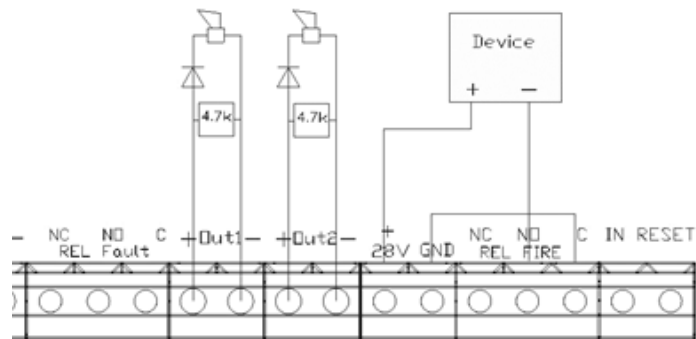 Device
+ −
4.7k 4.7k
− NC NO C +Out1− +Out2− + 28V GND NC NO C IN RESET
REL Fault REL FIRE